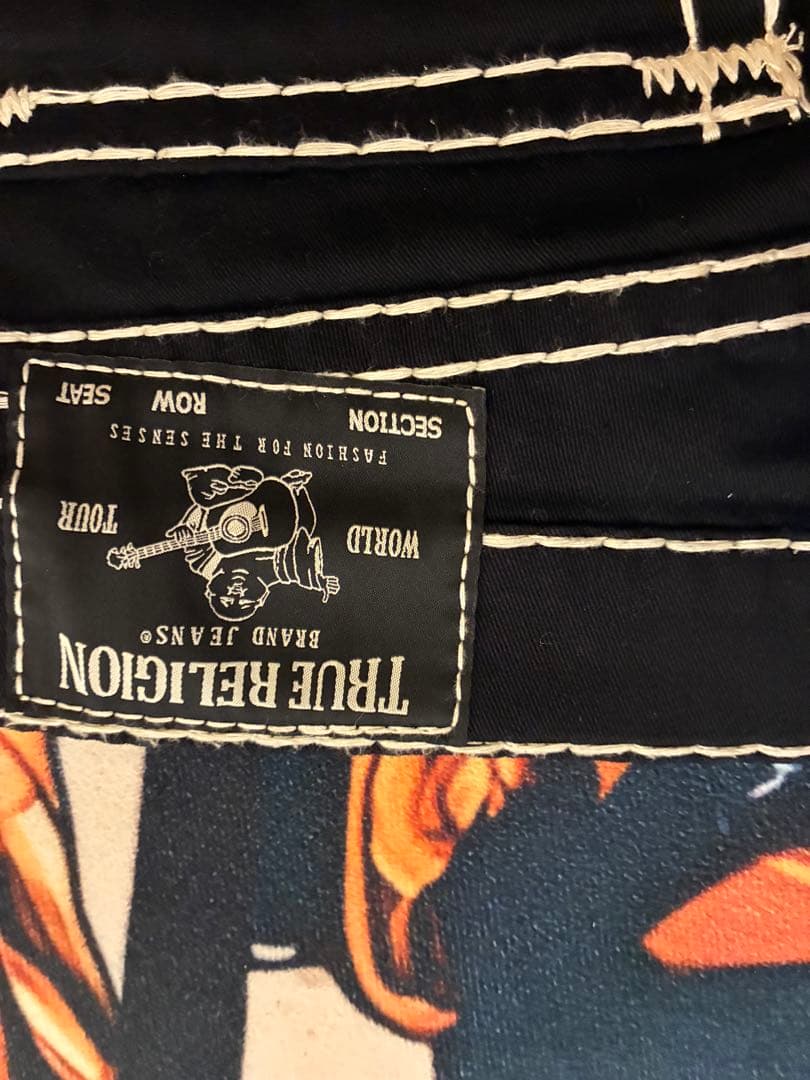 TRUE RELIGION
BRAND JEANS®
WORLD TOUR
FASHION FOR THE SENSES
SECTION ROW SEAT